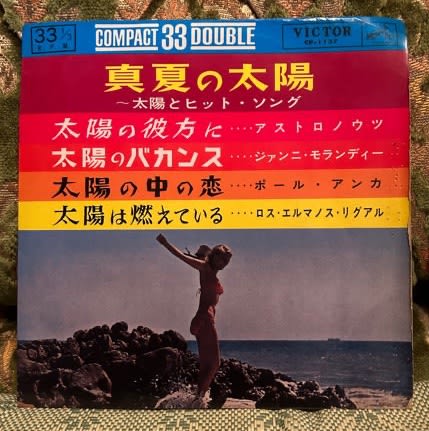 33 1/3
COMPACT 33 DOUBLE
VICTOR
真夏の太陽
〜太陽とヒット・ソング
太陽の彼方に‥‥アストロノウツ
太陽のバカンス‥‥ジァンニ・モランディー
太陽の中の恋‥‥ポール・アンカ
太陽は燃えている‥‥ロス・エルマノス・リグアル